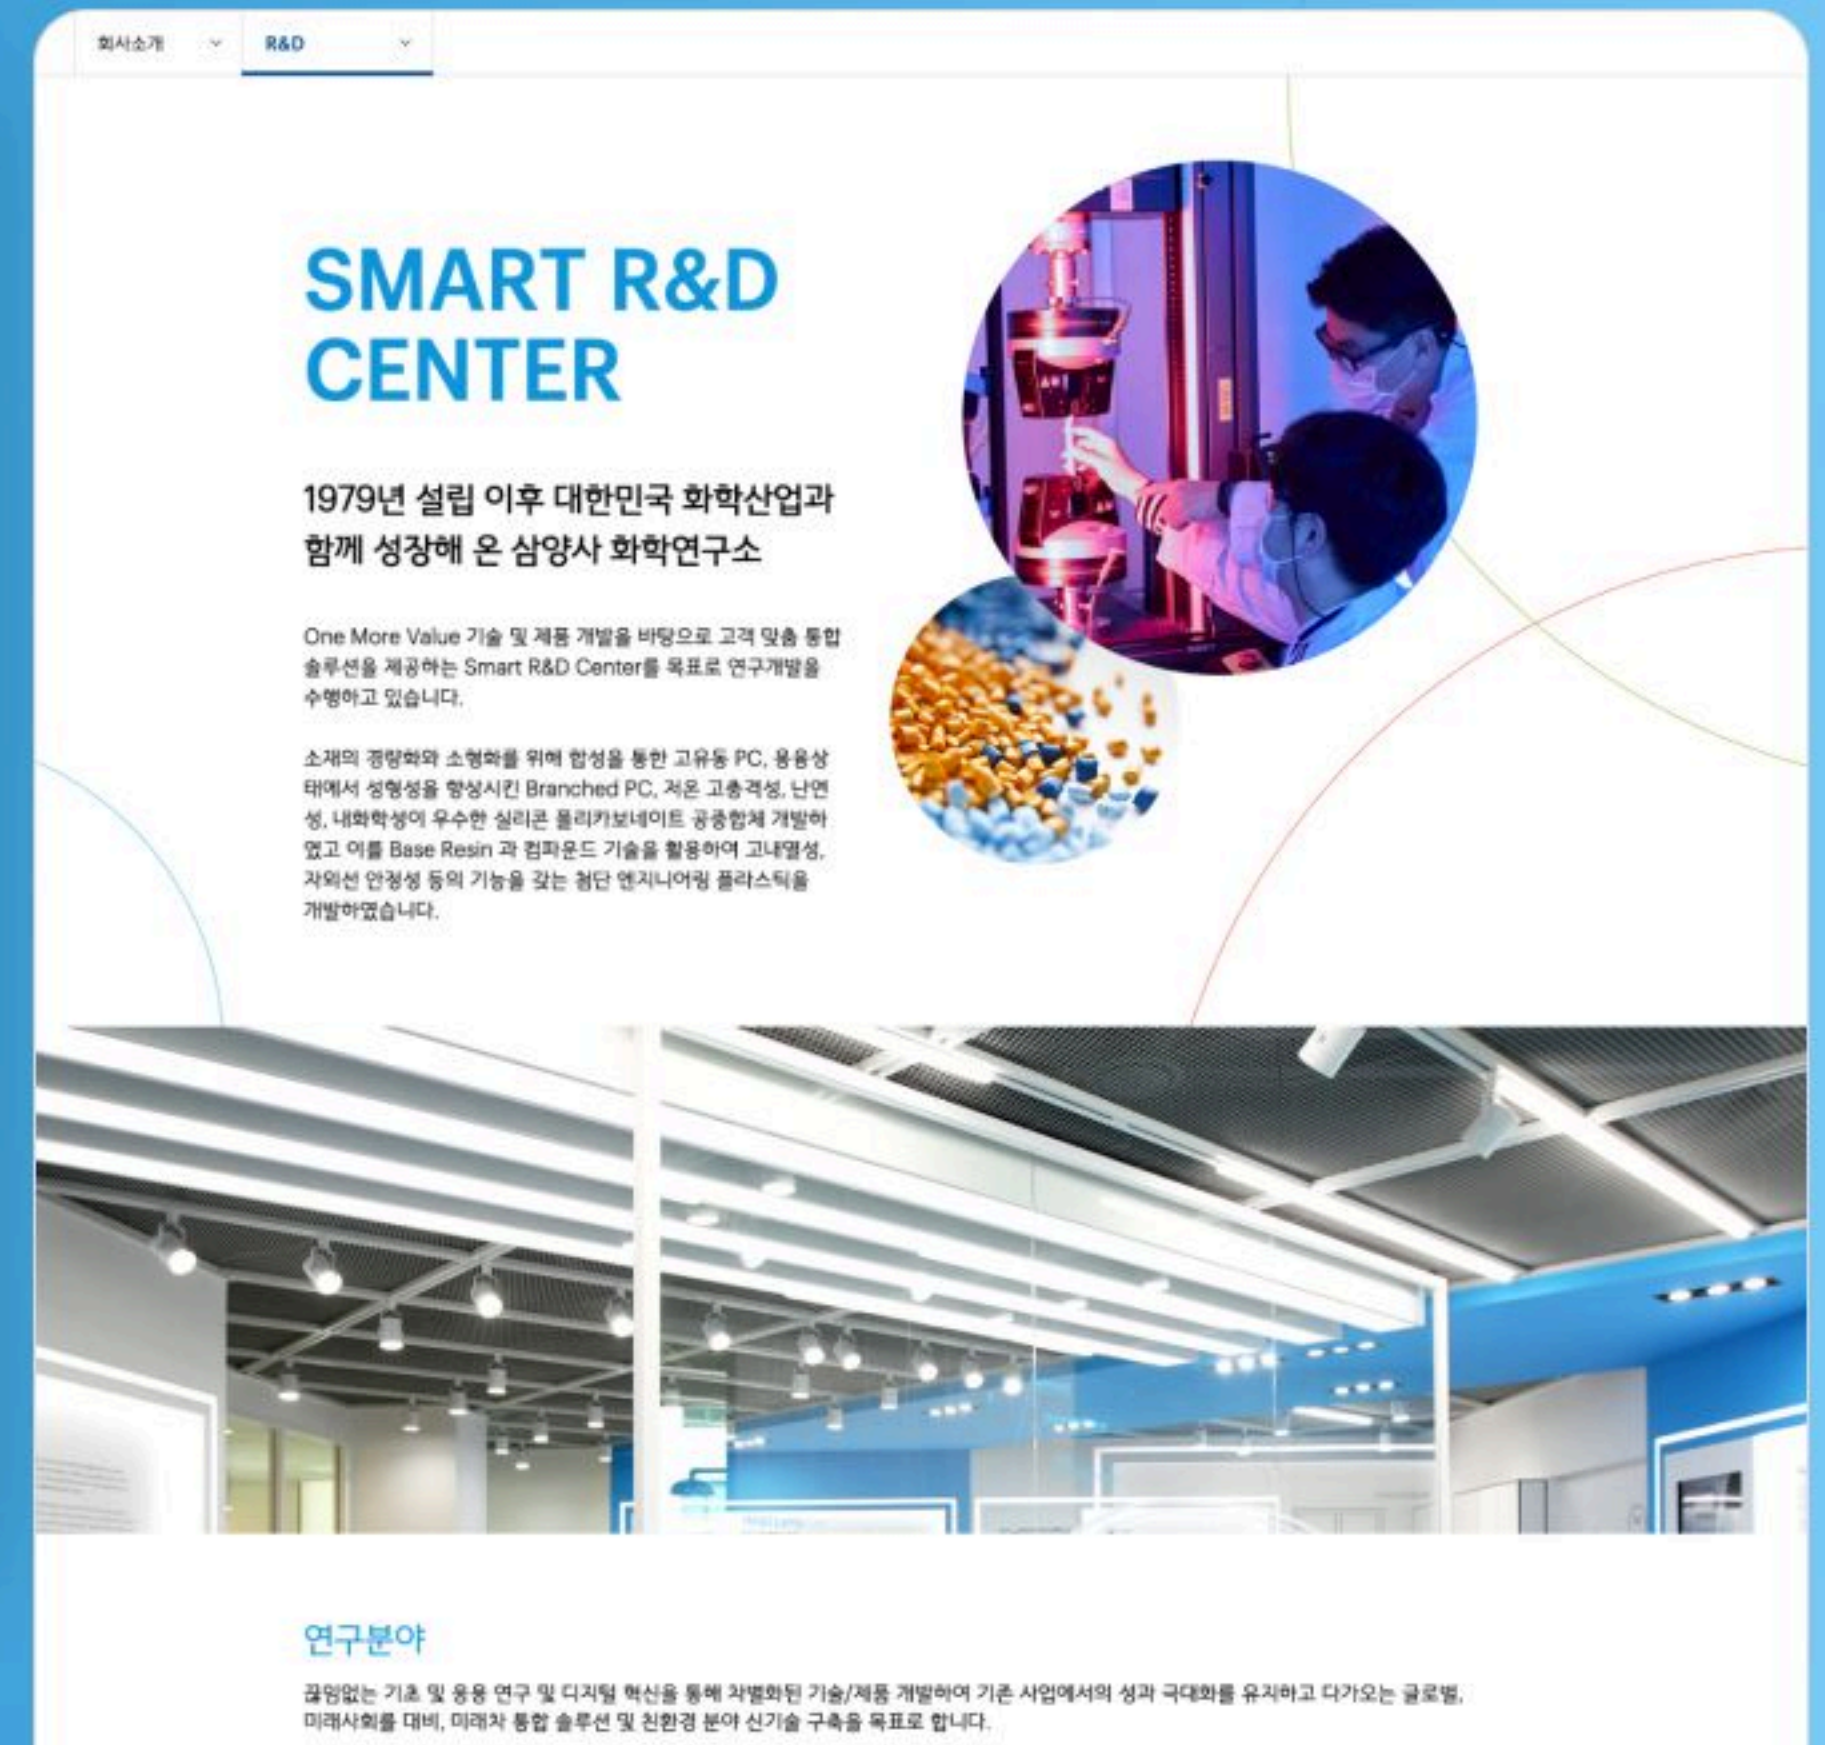 회사소개
R&D
SMART R&D
CENTER
1979년 설립 이후 대한민국 화학산업과
함께 성장해 온 삼양사 화학연구소
One More Value 기술 및 제품 개발을 바탕으로 고객 맞춤 통합
솔루션을 제공하는 Smart R&D Center를 목표로 연구개발을
수행하고 있습니다.
소재의 경량화와 소형화를 위해 합성을 통한 고유동 PC, 용융상
태에서 성형성을 향상시킨 Branched PC, 저온 고충격성, 난연
성, 내화학성이 우수한 실리콘 폴리카보네이트 공중합체 개발하
였고 이를 Base Resin 과 컴파운드 기술을 활용하여 고내열성,
자외선 안정성 등의 기능을 갖는 첨단 엔지니어링 플라스틱을
개발하였습니다.
연구분야
끊임없는 기초 및 응용 연구 및 디지털 혁신을 통해 차별화된 기술/제품 개발하여 기존 사업에서의 성과 극대화를 유지하고 다가오는 글로벌,
미래사회를 대비, 미래차 통합 솔루션 및 친환경 분야 신기술 구축을 목표로 합니다.